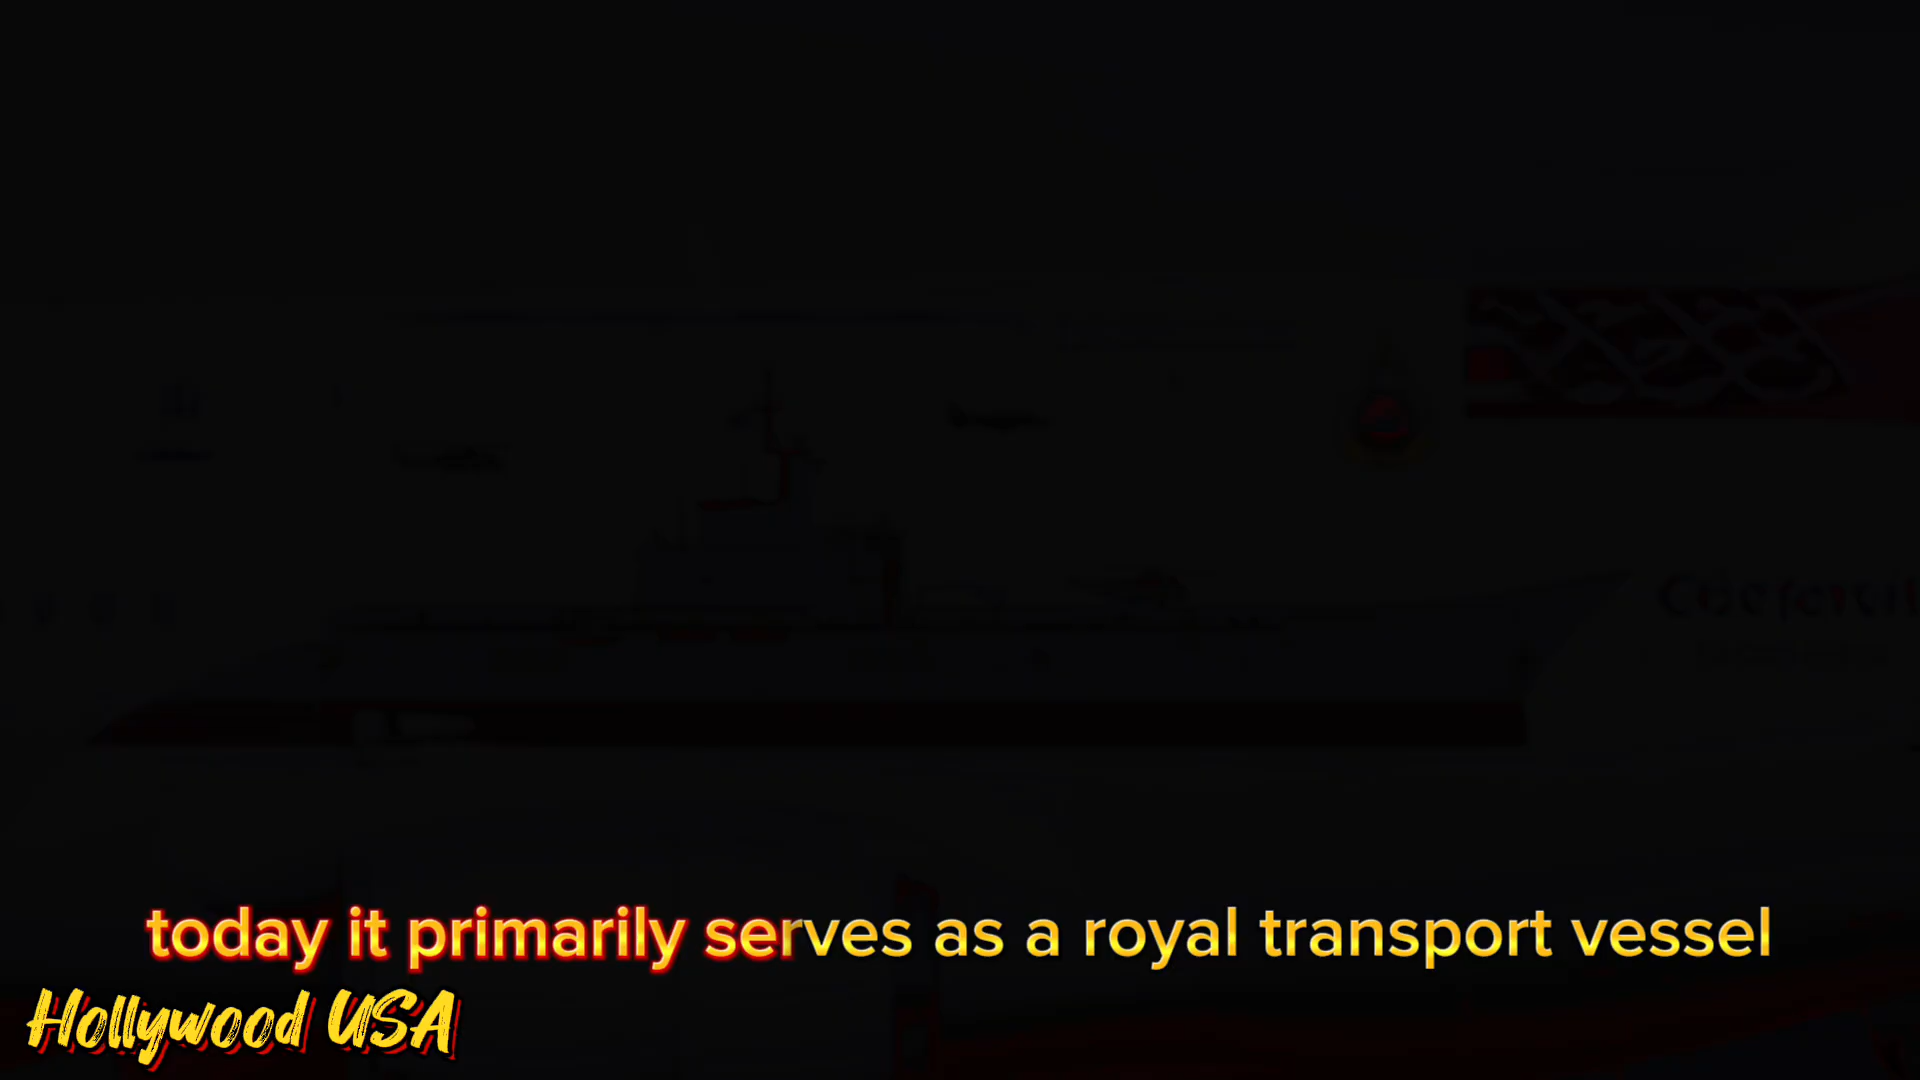 today it primarily serves as a royal transport vessel
Hollywood USA